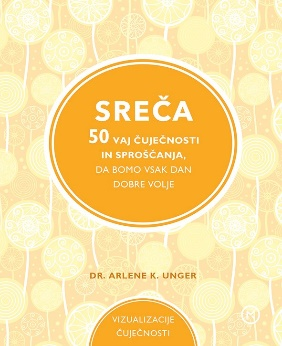 SREČA
50 VAJ ČUJEČNOSTI
IN SPROŠČANJA,
DA BOMO VSAK DAN
DOBRE VOLJE
DR. ARLENE K. UNGER
VIZUALIZACIJE
ČUJEČNOSTI